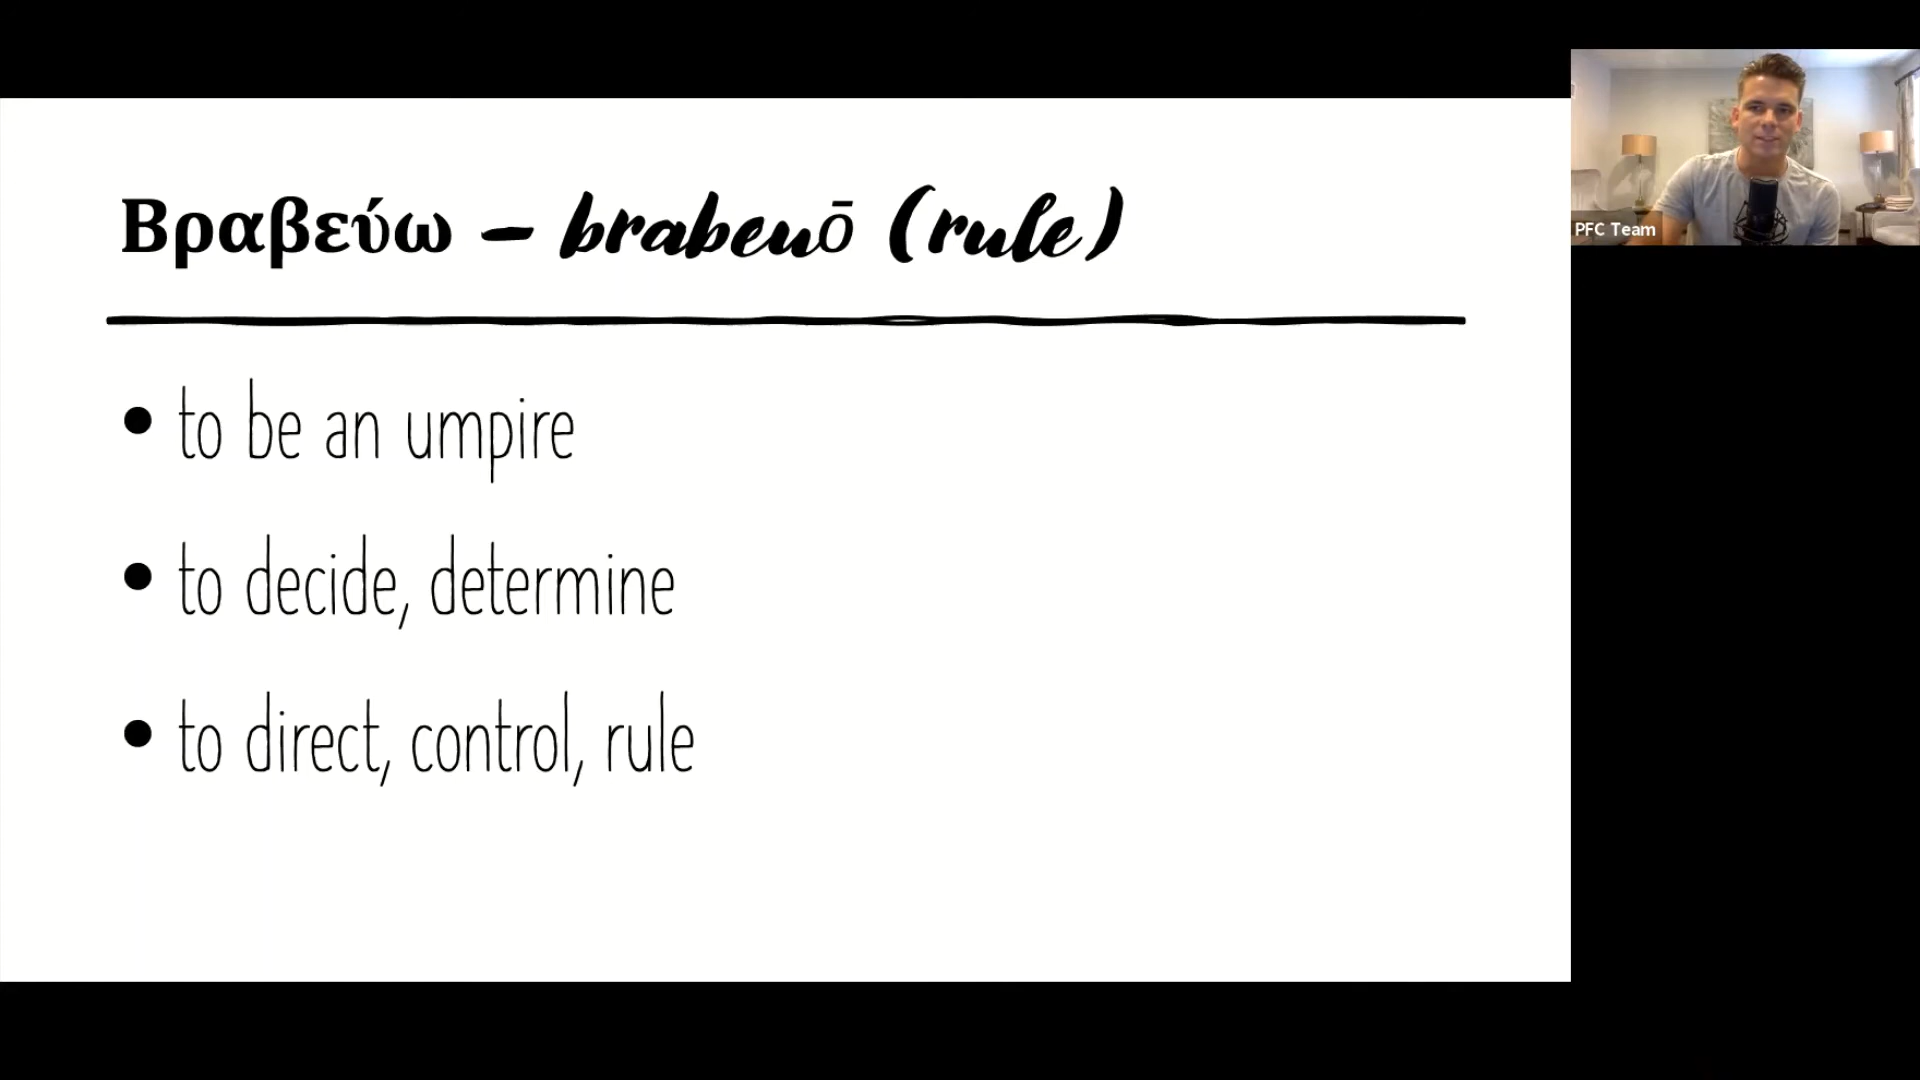 Βραβεύω – brabeuō (rule)
• to be an umpire
• to decide, determine
• to direct, control, rule
PFC Team